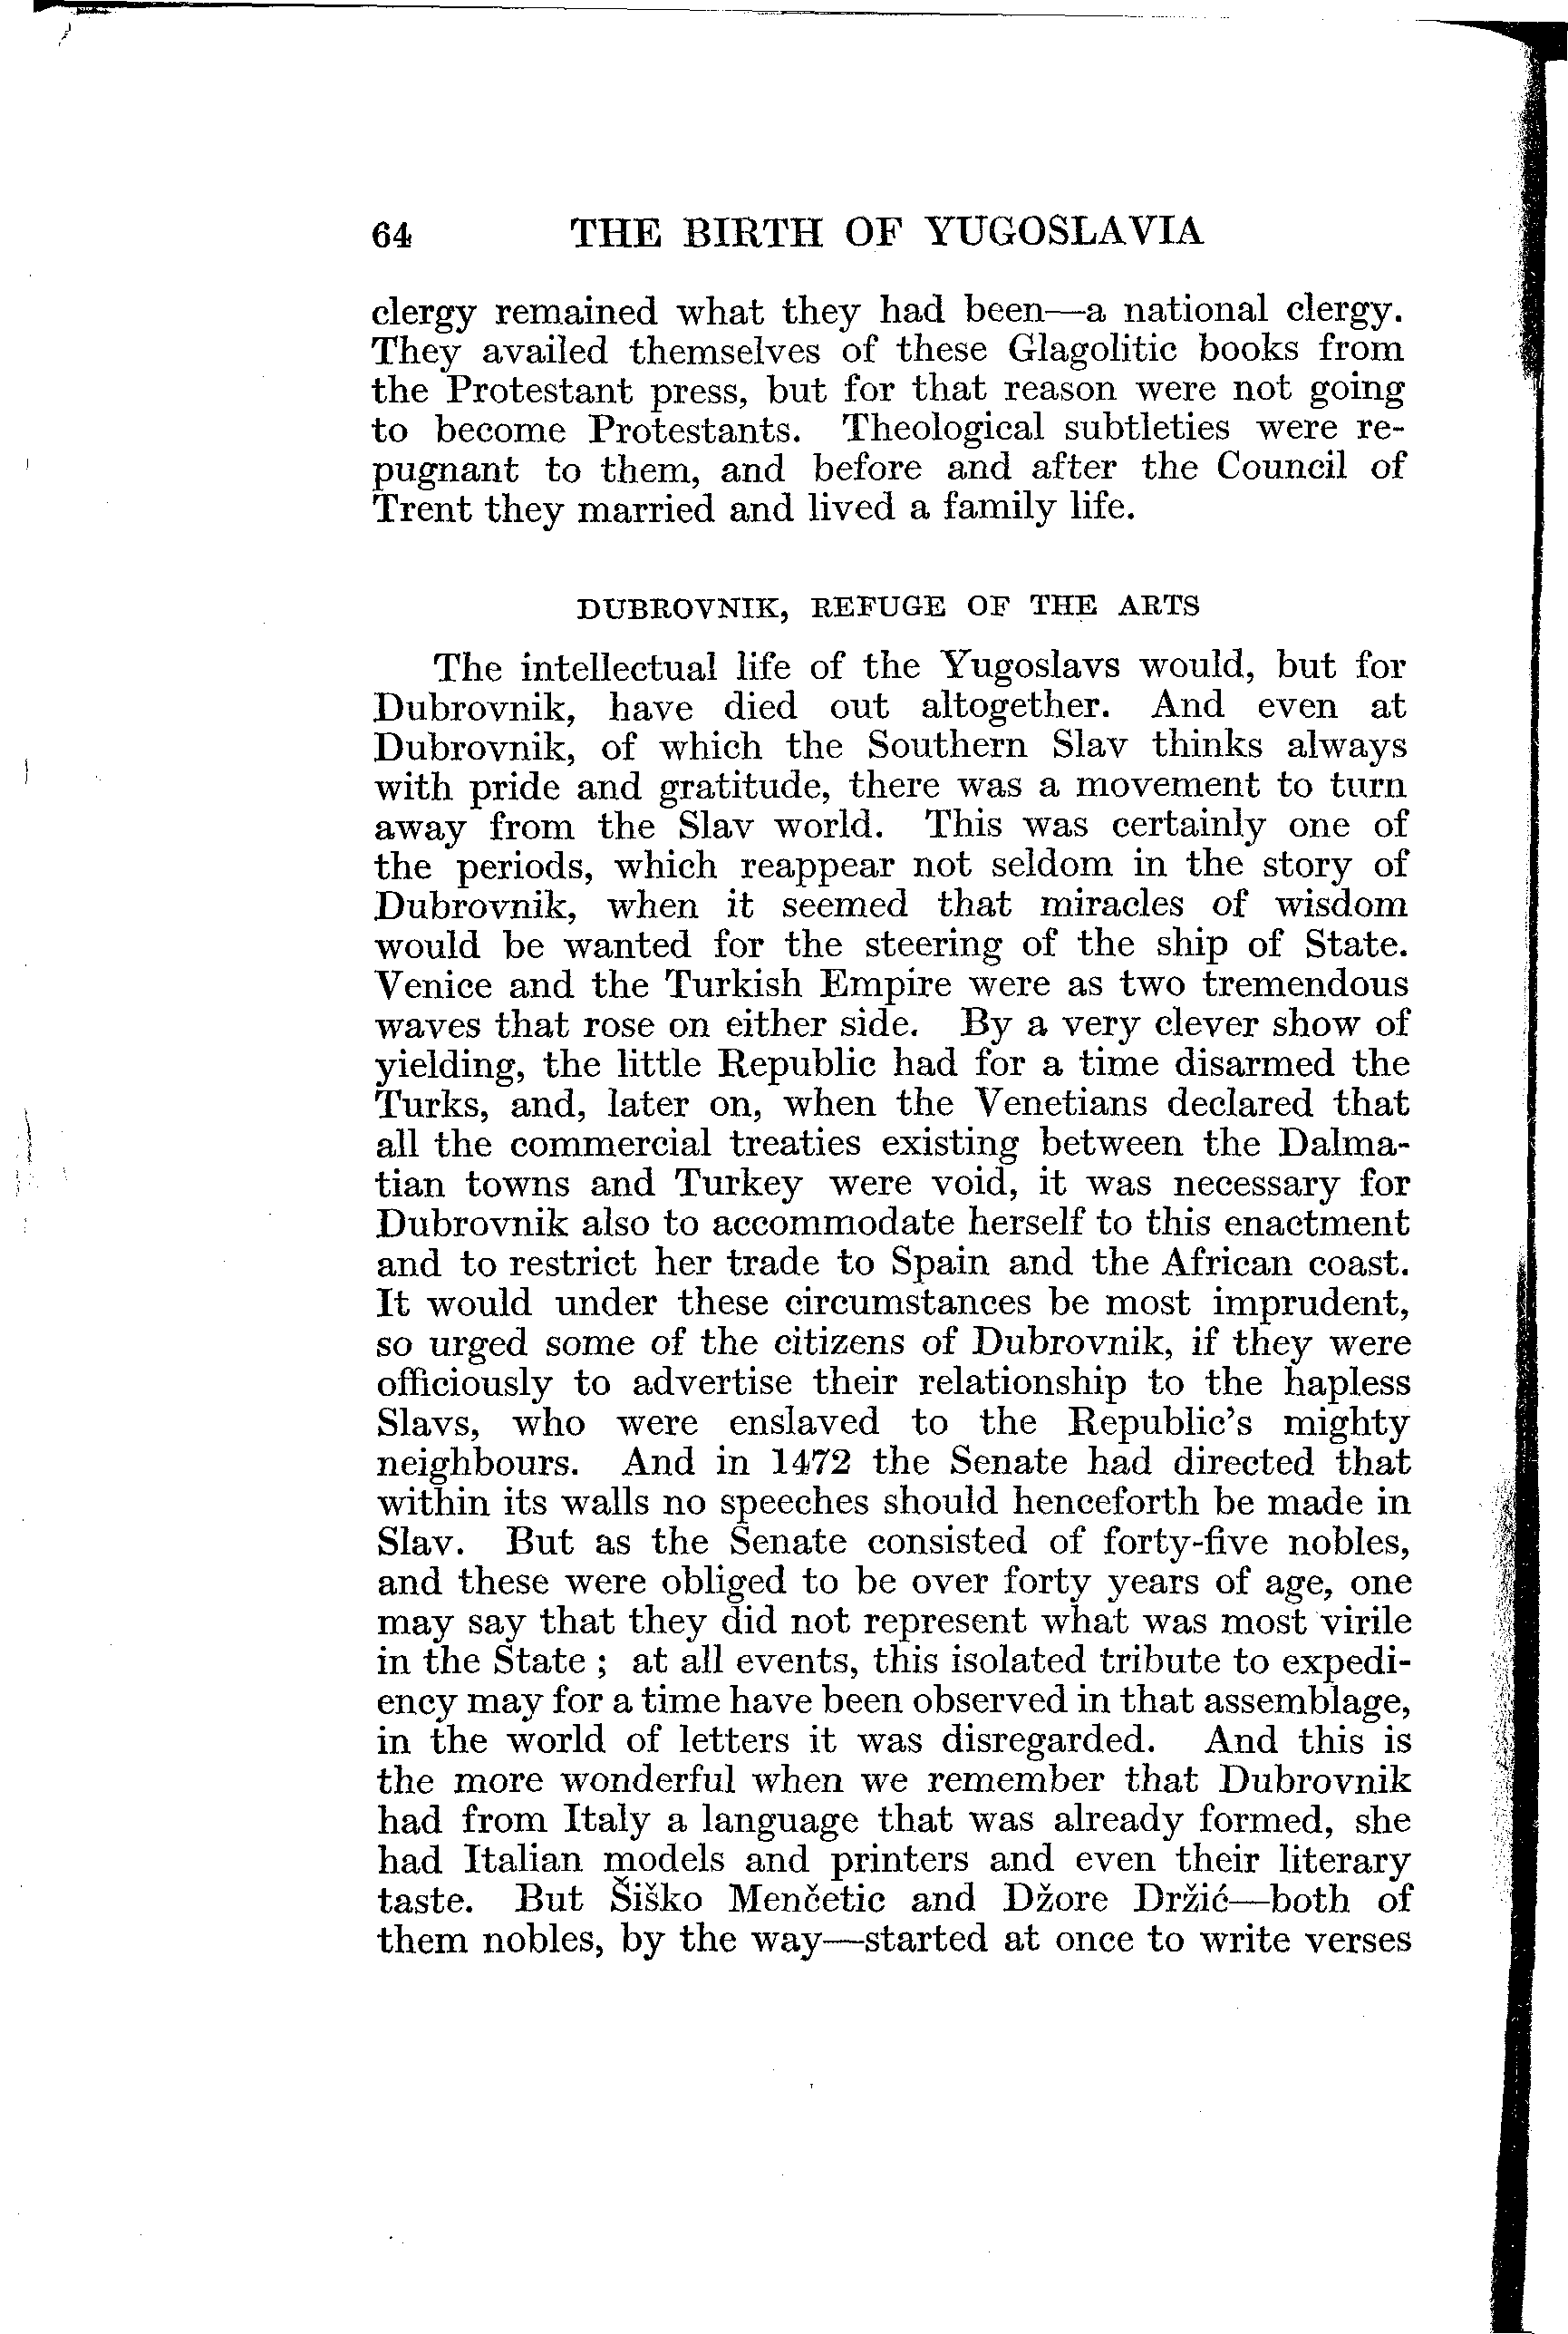 64 THE BIRTH OF YUGOSLAVIA
clergy remained what they had been—a national clergy.
They availed themselves of these Glagolitic books from
the Protestant press, but for that reason were not going
to become Protestants. Theological subtleties were re-
pugnant to them, and before and after the Council of
Trent they married and lived a family life.
DUBROVNIK, REFUGE OF THE ARTS
The intellectual life of the Yugoslavs would, but for
Dubrovnik, have died out altogether. And even at
Dubrovnik, of which the Southern Slav thinks always
with pride and gratitude, there was a movement to turn
away from the Slav world. This was certainly one of
the periods, which reappear not seldom in the story of
Dubrovnik, when it seemed that miracles of wisdom
would be wanted for the steering of the ship of State.
Venice and the Turkish Empire were as two tremendous
waves that rose on either side. By a very clever show of
yielding, the little Republic had for a time disarmed the
Turks, and, later on, when the Venetians declared that
all the commercial treaties existing between the Dalma-
tian towns and Turkey were void, it was necessary for
Dubrovnik also to accommodate herself to this enactment
and to restrict her trade to Spain and the African coast.
It would under these circumstances be most imprudent,
so urged some of the citizens of Dubrovnik, if they were
officiously to advertise their relationship to the hapless
Slavs, who were enslaved to the Republic's mighty
neighbours. And in 1472 the Senate had directed that
within its walls no speeches should henceforth be made in
Slav. But as the Senate consisted of forty-five nobles,
and these were obliged to be over forty years of age, one
may say that they did not represent what was most virile
in the State ; at all events, this isolated tribute to expedi-
ency may for a time have been observed in that assemblage,
in the world of letters it was disregarded. And this is
the more wonderful when we remember that Dubrovnik
had from Italy a language that was already formed, she
had Italian models and printers and even their literary
taste. But Šiško Menčetic and Džore Držić—both of
them nobles, by the way—started at once to write verses